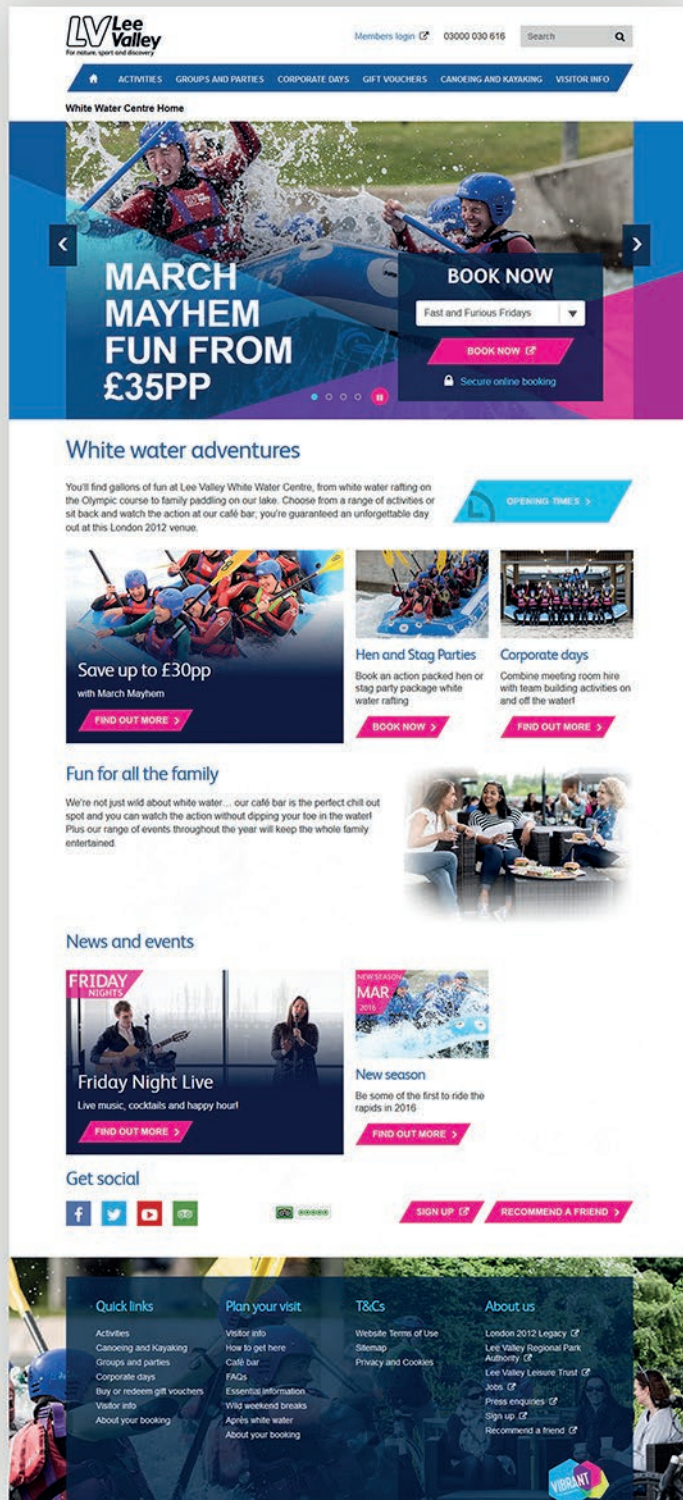 LV Lee
Valley
For nature, sport and discovery
Members login 03000 030 616 Search
ACTIVITIES GROUPS AND PARTIES CORPORATE DAYS GIFT VOUCHERS CANOEING AND KAYAKING VISITOR INFO
White Water Centre Home
MARCH
MAYHEM
FUN FROM
£35PP
BOOK NOW
Fast and Furious Fridays
BOOK NOW
Secure online booking
White water adventures
You'll find gallons of fun at Lee Valley White Water Centre, from white water rafting on
the Olympic course to family paddling on our lake. Choose from a range of activities or
sit back and watch the action at our café bar; you're guaranteed an unforgettable day
out at this London 2012 venue.
OPENING TIMES
Save up to £30pp
with March Mayhem
FIND OUT MORE
Hen and Stag Parties
Book an action packed hen or
stag party package white
water rafting
BOOK NOW
Corporate days
Combine meeting room hire
with team building activities on
and off the water!
FIND OUT MORE
Fun for all the family
We're not just wild about white water… our café bar is the perfect chill out
spot and you can watch the action without dipping your toe in the water!
Plus our range of events throughout the year will keep the whole family
entertained.
News and events
FRIDAY
NIGHTS
Friday Night Live
Live music, cocktails and happy hour!
FIND OUT MORE
NEW SEASON
MAR
2016
New season
Be some of the first to ride the
rapids in 2016
FIND OUT MORE
Get social
SIGN UP
RECOMMEND A FRIEND
Quick links
Activities
Canoeing and Kayaking
Groups and parties
Corporate days
Buy or redeem gift vouchers
Visitor info
About your booking
Plan your visit
Visitor info
How to get here
Café bar
FAQs
Essential Information
Wild weekend breaks
Après white water
About your booking
T&Cs
Website Terms of Use
Sitemap
Privacy and Cookies
About us
London 2012 Legacy
Lee Valley Regional Park
Authority
Lee Valley Leisure Trust
Jobs
Press enquiries
Sign up
Recommend a friend
VIBRANT